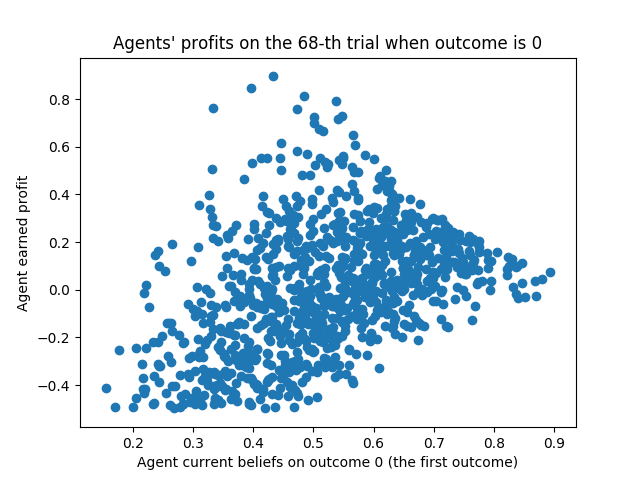 Agents' profits on the 68-th trial when outcome is 0
Agent earned profit
0.8
0.6
0.4
0.2
0.0
−0.2
−0.4
0.2 0.3 0.4 0.5 0.6 0.7 0.8 0.9
Agent current beliefs on outcome 0 (the first outcome)